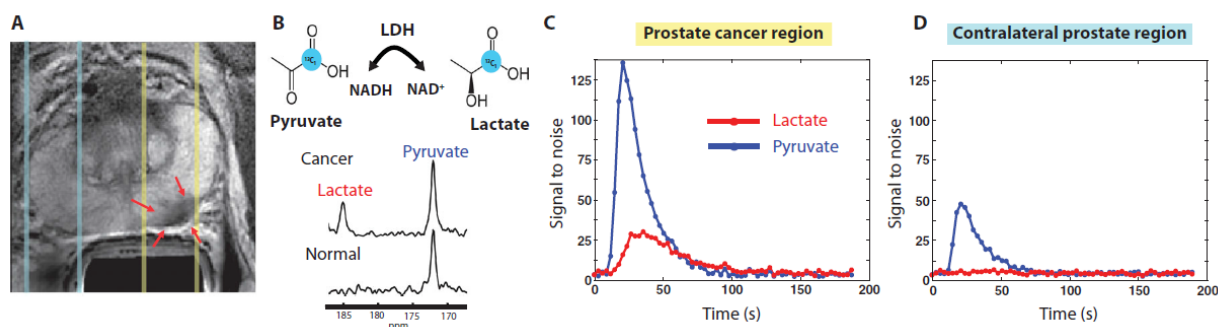 A
B
O
LDH
O
OH
OH
NADH
NAD+
O
OH
Pyruvate
Lactate
Cancer
Pyruvate
Lactate
Normal
185
180
175
170
ppm
C
Prostate cancer region
125
100
75
50
25
0
Signal to noise
Lactate
Pyruvate
0
50
100
150
200
Time (s)
D
Contralateral prostate region
125
100
75
50
25
0
Signal to noise
0
50
100
150
200
Time (s)